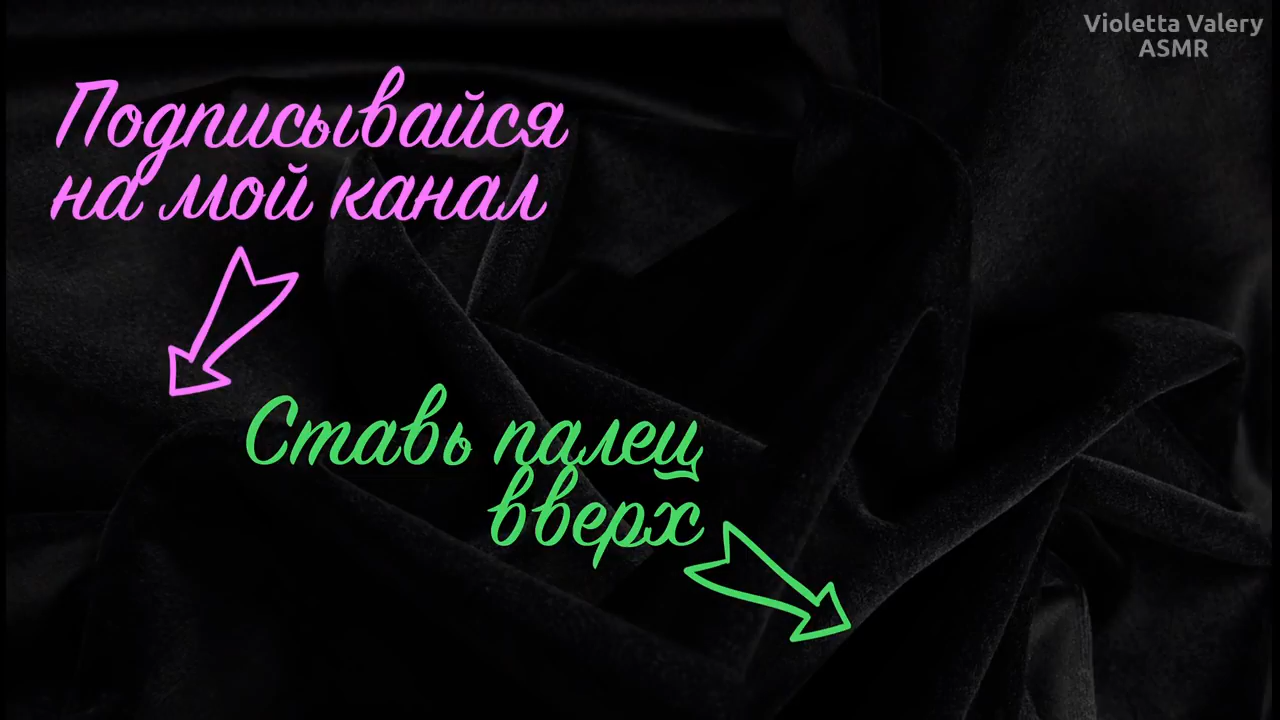 Violetta Valery
ASMR
Подписывайся
на мой канал
Ставь палец
вверх